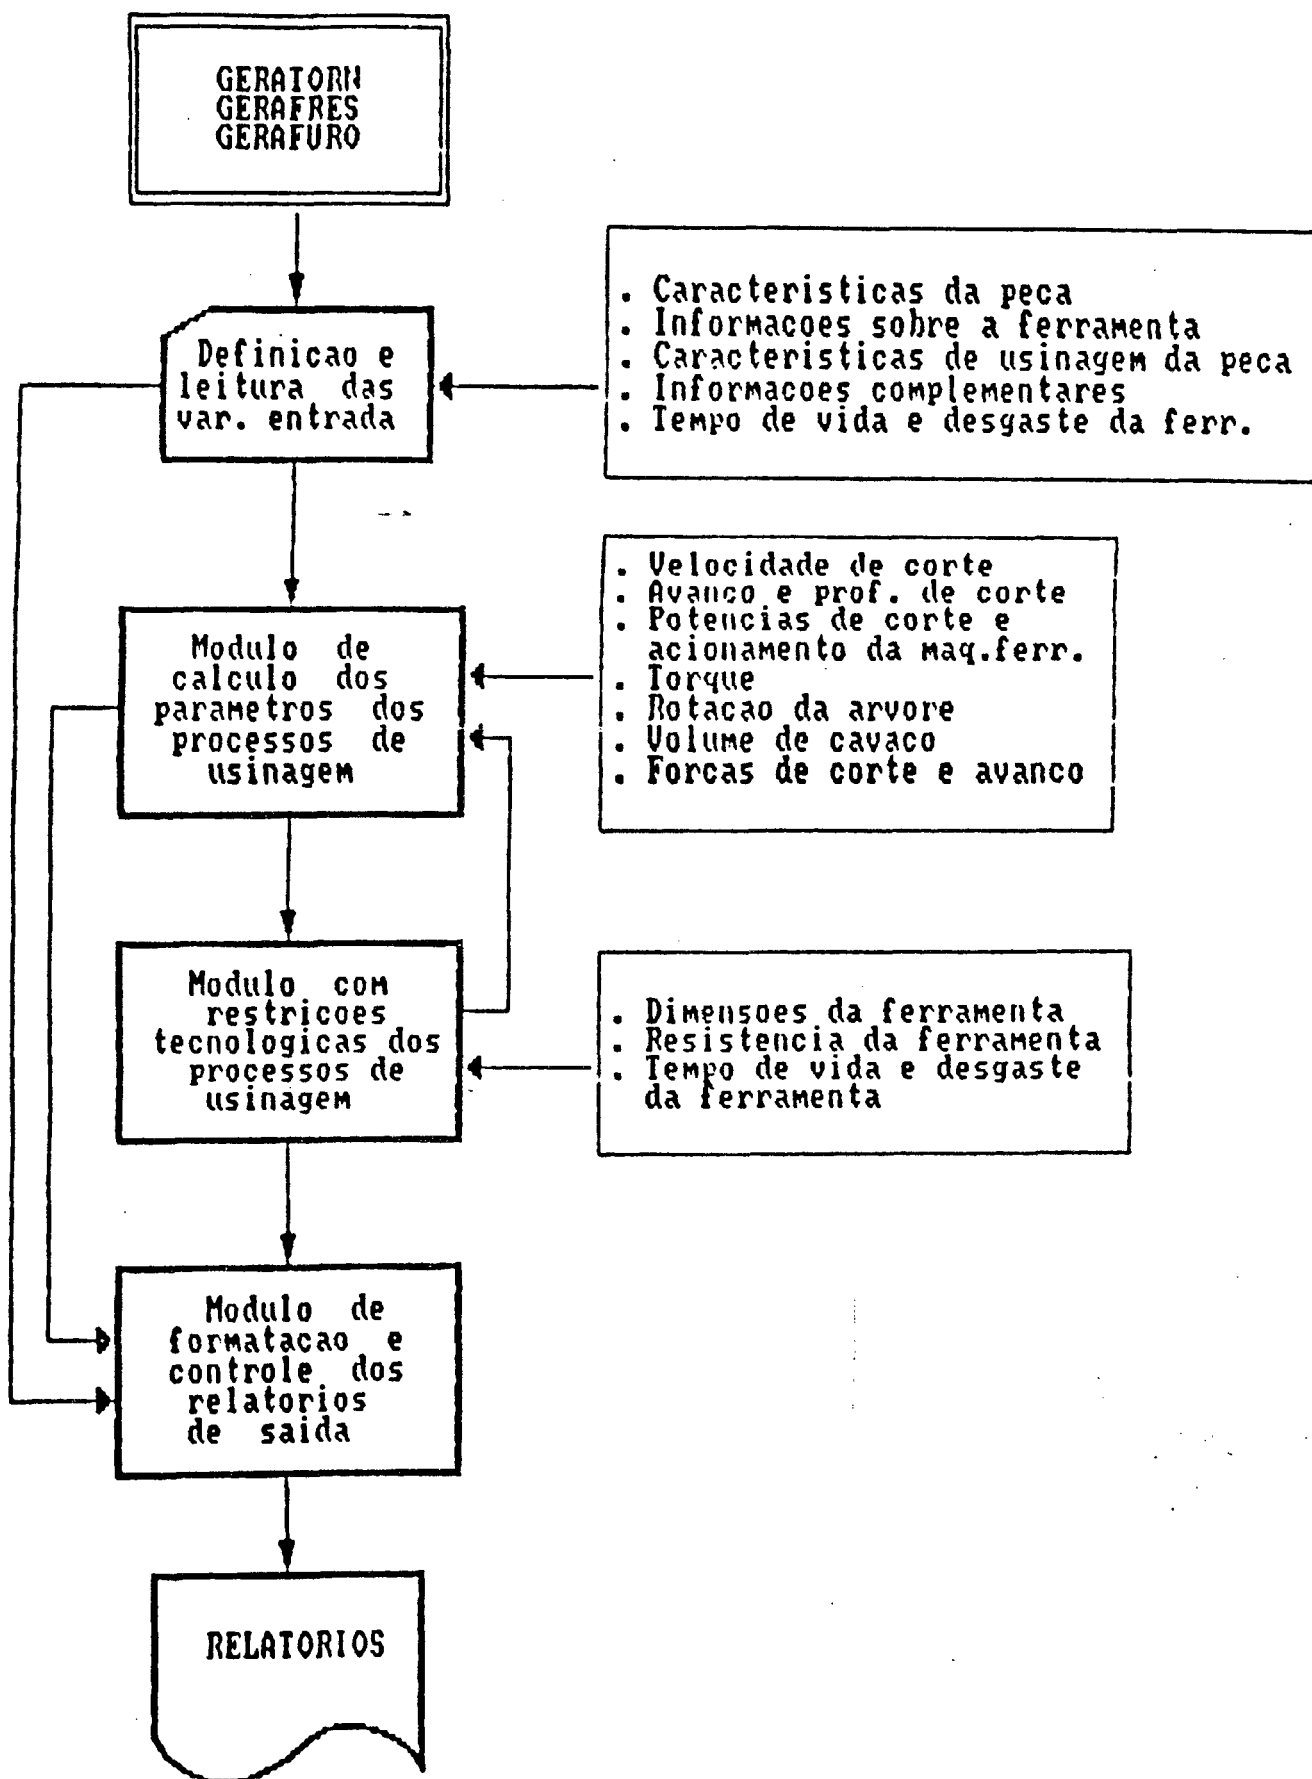 GERATORN
GERAFRES
GERAFURO
Definicao e
leitura das
var. entrada
. Caracteristicas da peca
. Informacoes sobre a ferramenta
. Caracteristicas de usinagem da peca
. Informacoes complementares
. Tempo de vida e desgaste da ferr.
Modulo de
calculo dos
parametros dos
processos de
usinagem
. Velocidade de corte
. Avanco e prof. de corte
. Potencias de corte e
acionamento da maq.ferr.
. Torque
. Rotacao da arvore
. Volume de cavaco
. Forcas de corte e avanco
Modulo com
restricoes
tecnologicas dos
processos de
usinagem
. Dimensoes da ferramenta
. Resistencia da ferramenta
. Tempo de vida e desgaste
da ferramenta
Modulo de
formatacao e
controle dos
relatórios
de saida
RELATORIOS